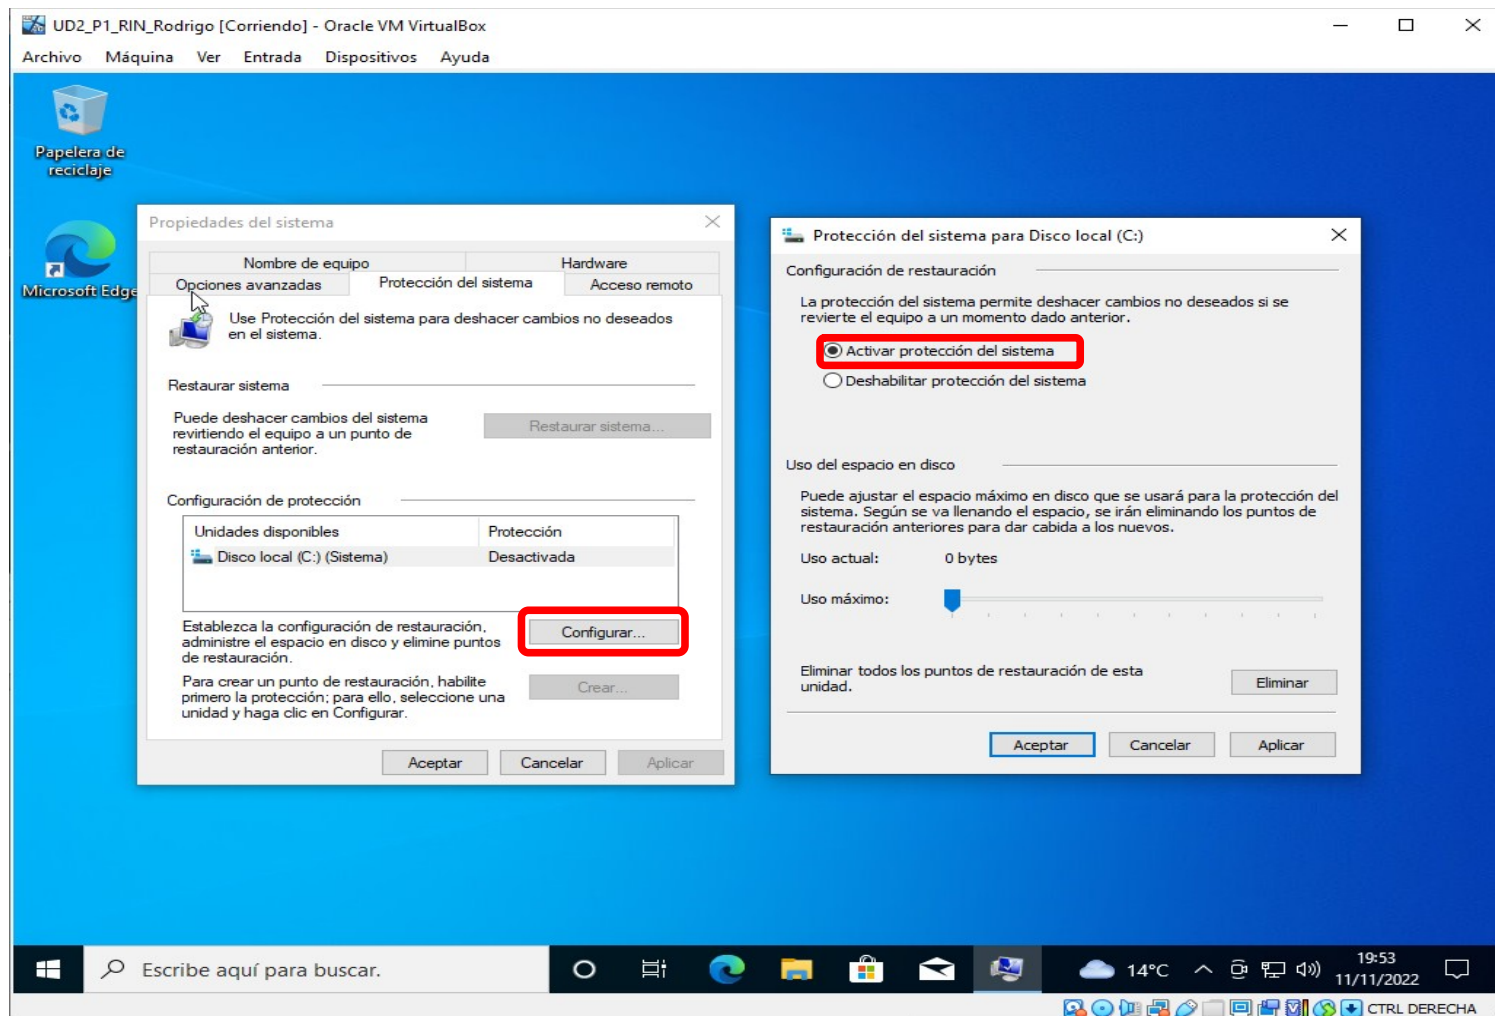 UD2_P1_RIN_Rodrigo [Corriendo] - Oracle VM VirtualBox
Archivo Máquina Ver Entrada Dispositivos Ayuda
Papelera de
reciclaje
Microsoft Edge
Propiedades del sistema
Nombre de equipo Hardware
Opciones avanzadas Protección del sistema Acceso remoto
Use Protección del sistema para deshacer cambios no deseados
en el sistema.
Restaurar sistema
Puede deshacer cambios del sistema
revirtiendo el equipo a un punto de
restauración anterior.
Restaurar sistema...
Configuración de protección
Unidades disponibles Protección
Disco local (C:) (Sistema) Desactivada
Establezca la configuración de restauración,
administre el espacio en disco y elimine puntos
de restauración.
Configurar...
Para crear un punto de restauración, habilite
primero la protección; para ello, seleccione una
unidad y haga clic en Configurar.
Crear...
Aceptar Cancelar Aplicar
Protección del sistema para Disco local (C:)
Configuración de restauración
La protección del sistema permite deshacer cambios no deseados si se
revierte el equipo a un momento dado anterior.
Activar protección del sistema
Deshabilitar protección del sistema
Uso del espacio en disco
Puede ajustar el espacio máximo en disco que se usará para la protección del
sistema. Según se va llenando el espacio, se irán eliminando los puntos de
restauración anteriores para dar cabida a los nuevos.
Uso actual: 0 bytes
Uso máximo:
Eliminar todos los puntos de restauración de esta
unidad.
Eliminar
Aceptar Cancelar Aplicar
Escribe aquí para buscar.
14°C
19:53
11/11/2022
CTRL DERECHA